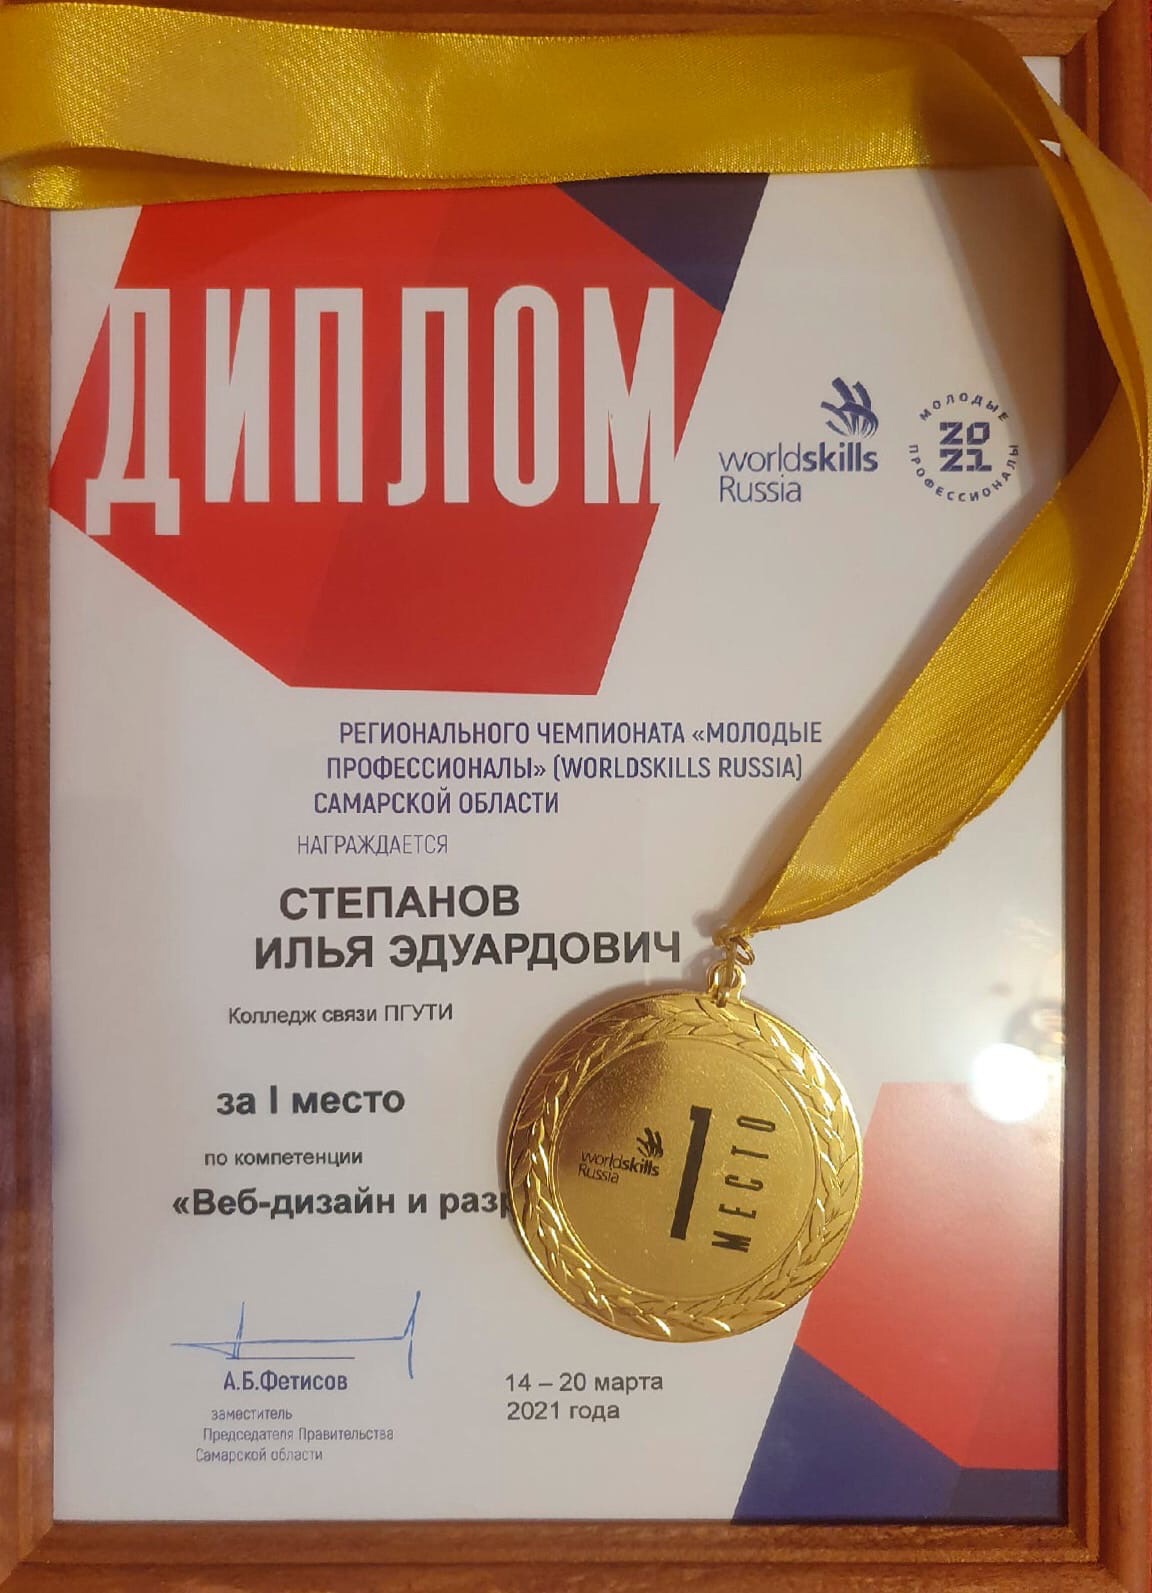 ДИПЛОМ
worldskills
Russia
МОЛОДЫЕ
ПРОФЕССИОНАЛЫ
20
21
РЕГИОНАЛЬНОГО ЧЕМПИОНАТА «МОЛОДЫЕ
ПРОФЕССИОНАЛЫ» (WORLDSKILLS RUSSIA)
САМАРСКОЙ ОБЛАСТИ
НАГРАЖДАЕТСЯ
СТЕПАНОВ
ИЛЬЯ ЭДУАРДОВИЧ
Колледж связи ПГУТИ
за I место
по компетенции
«Веб-дизайн и
worldskills
Russia
1
МЕСТО
А.Б.Фетисов
заместитель
Председателя Правительства
Самарской области
14 – 20 марта
2021 года